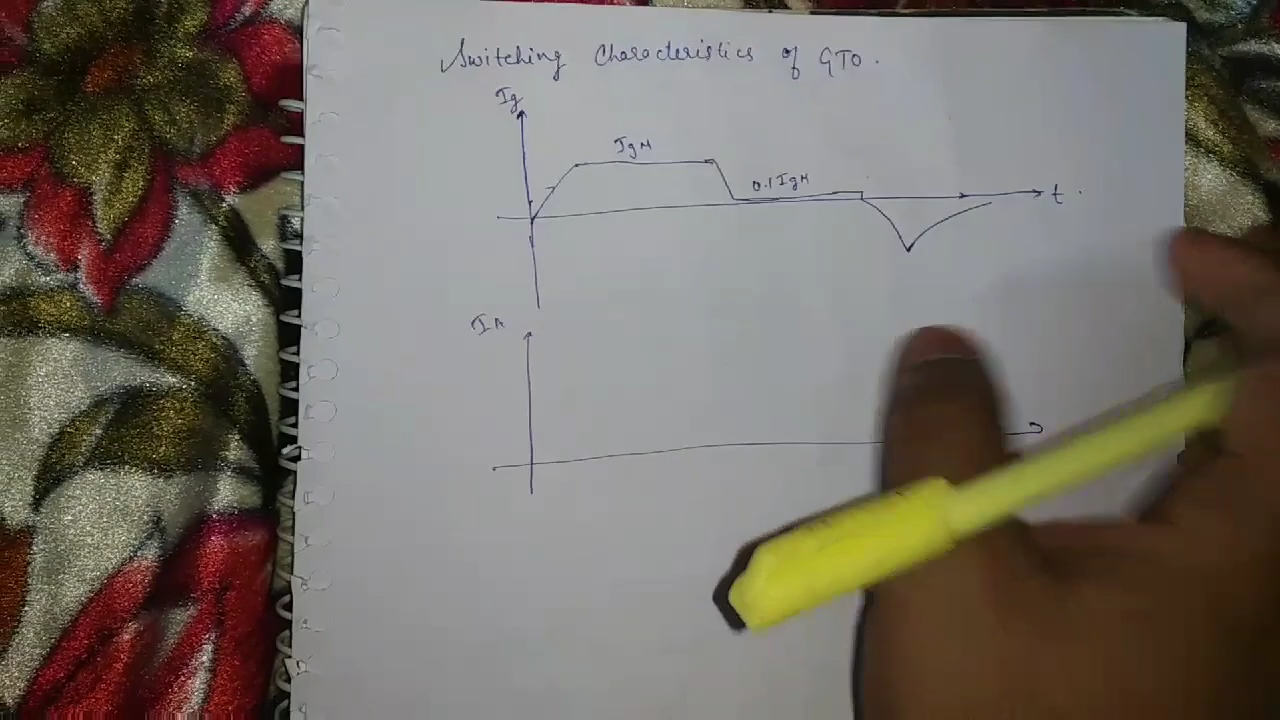 Switching Characteristics of GTO.
Ig
IgM
0.1 IgM
t.
IA